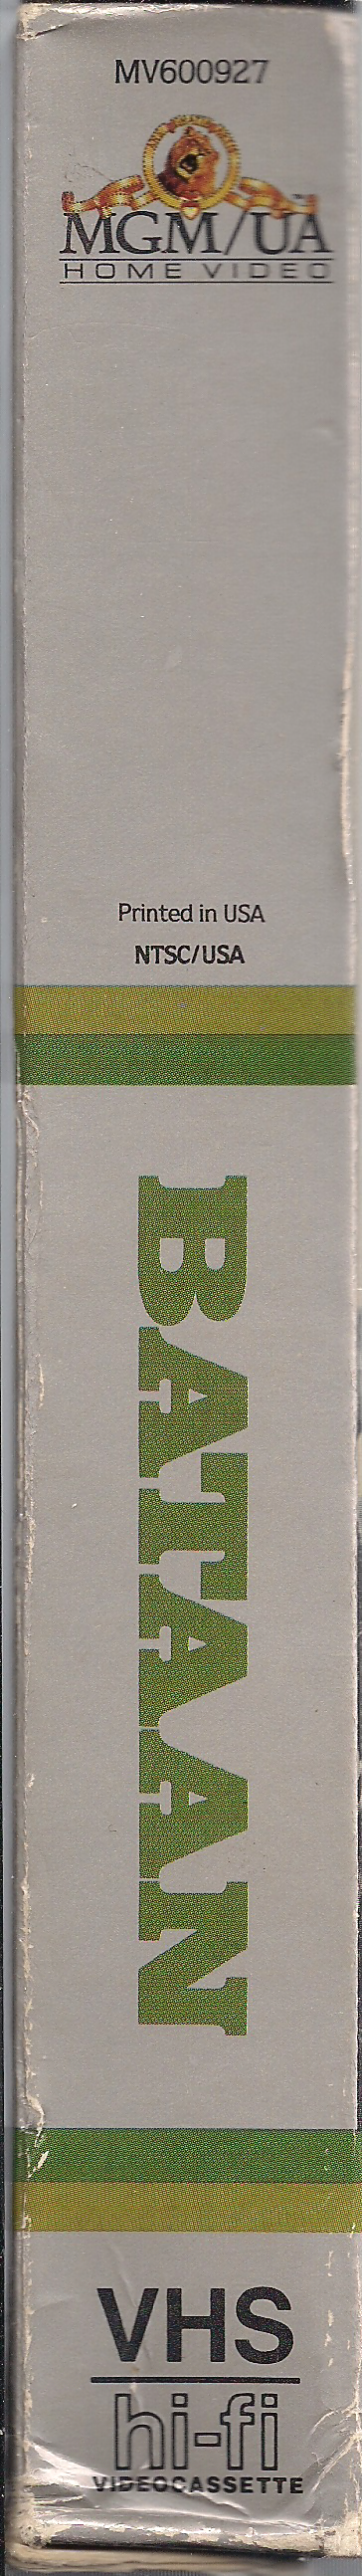 MV600927
MGM/UA
HOME VIDEO
Printed in USA
NTSC/USA
BATAAN
VHS
hi-fi
VIDEOCASSETTE